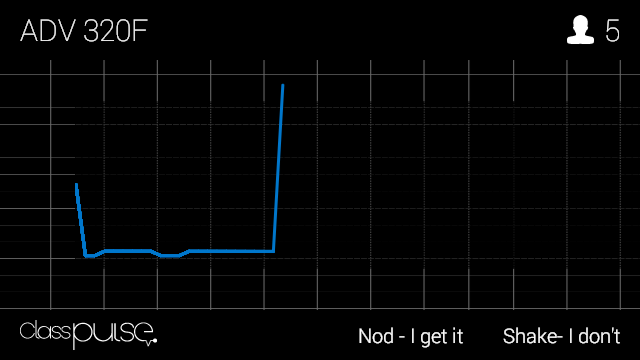 ADV 320F
5
Classpulse.
Nod - I get it
Shake- I don't